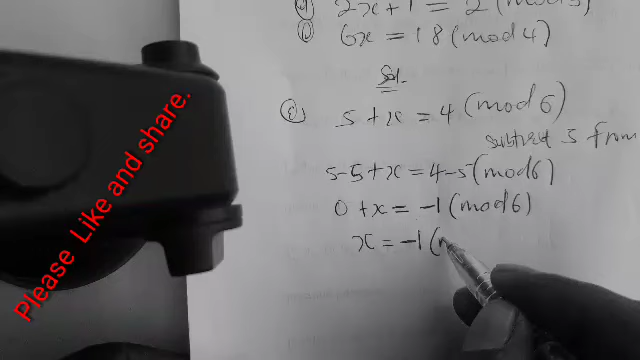 2x+1 = 2 (mod 3)
6x = 18 (mod 4)
Sol.
5 + x = 4 (mod 6)
subtract 5 from
5-5+x = 4-5 (mod 6)
0 + x = -1 (mod 6)
x = -1 (
Please Like and share.